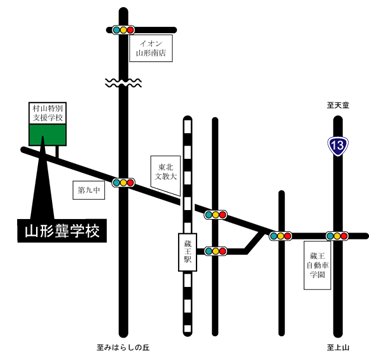 イオン
山形南店
村山特別
支援学校
至天童
13
東北
文教大
第九中
山形聾学校
蔵王駅
蔵王
自動車
学園
至みはらしの丘
至上山